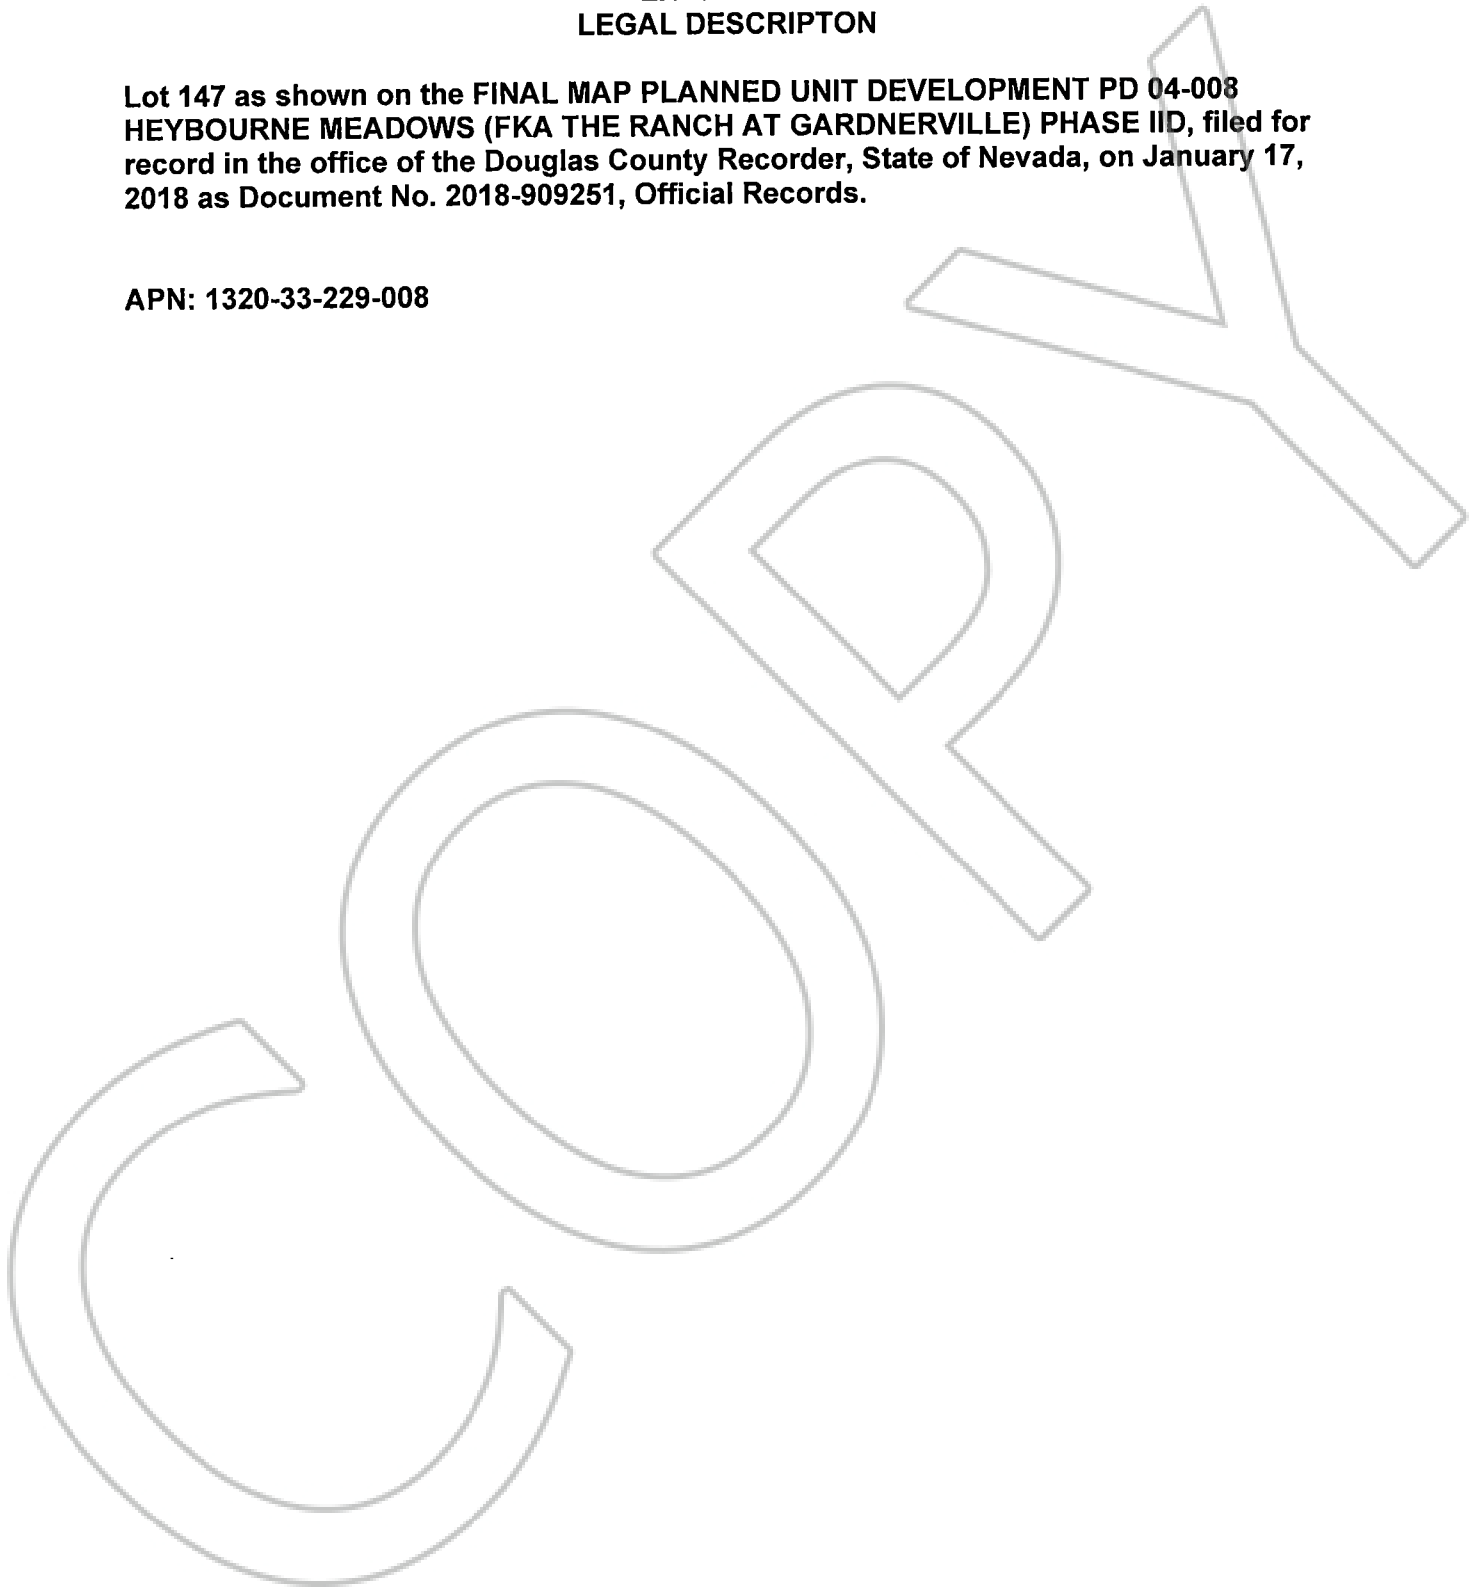 LEGAL DESCRIPTON
Lot 147 as shown on the FINAL MAP PLANNED UNIT DEVELOPMENT PD 04-008
HEYBOURNE MEADOWS (FKA THE RANCH AT GARDNERVILLE) PHASE IID, filed for
record in the office of the Douglas County Recorder, State of Nevada, on January 17,
2018 as Document No. 2018-909251, Official Records.
APN: 1320-33-229-008
COPY